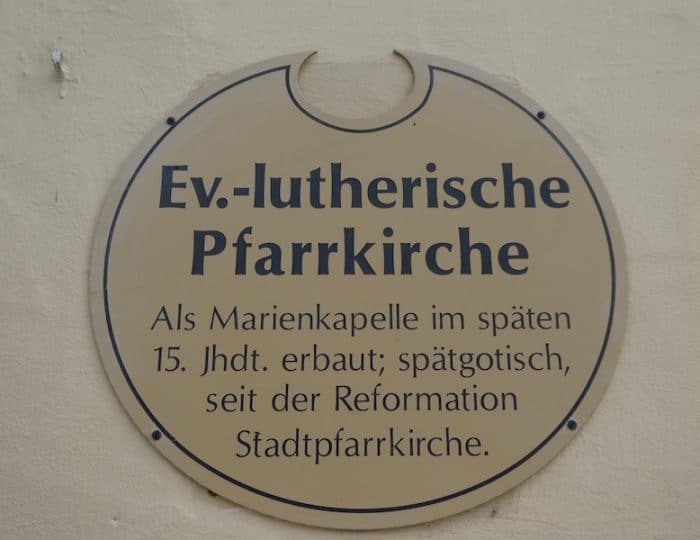 Ev.-lutherische
Pfarrkirche
Als Marienkapelle im späten
15. Jhdt. erbaut; spätgotisch,
seit der Reformation
Stadtpfarrkirche.